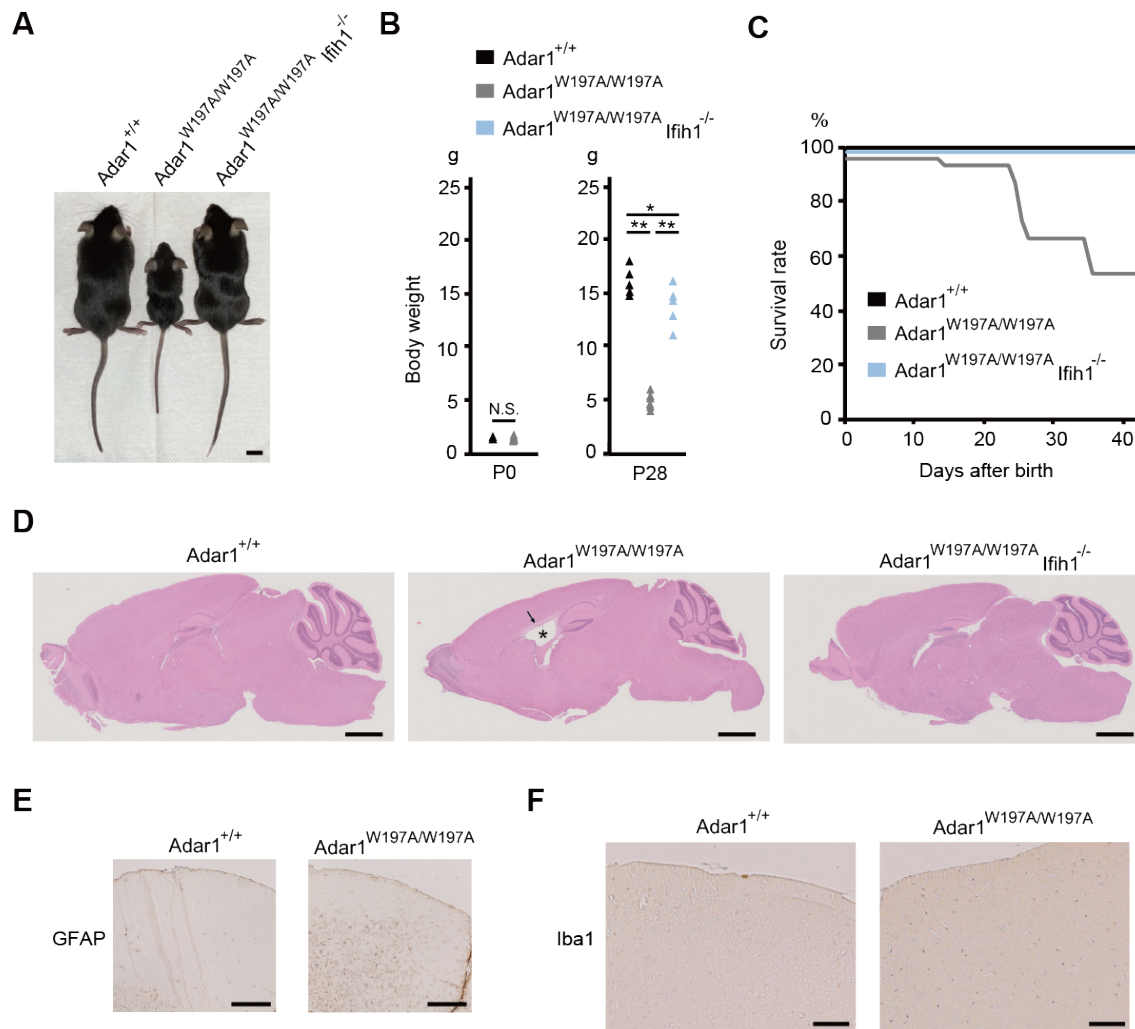 A
Adar1+/+
Adar1W197A/W197A
Adar1W197A/W197A Ifih1-/-
B
Adar1+/+
Adar1W197A/W197A
Adar1W197A/W197A Ifih1-/-
g
25
20
15
10
5
0
Body weight
N.S.
P0
g
25
20
15
10
5
0
*
** **
P28
C
%
100
80
60
40
20
0
Survival rate
Adar1+/+
Adar1W197A/W197A
Adar1W197A/W197A Ifih1-/-
0 10 20 30 40
Days after birth
D
Adar1+/+
Adar1W197A/W197A
*
Adar1W197A/W197A Ifih1-/-
E
Adar1+/+
Adar1W197A/W197A
GFAP
F
Adar1+/+
Adar1W197A/W197A
Iba1